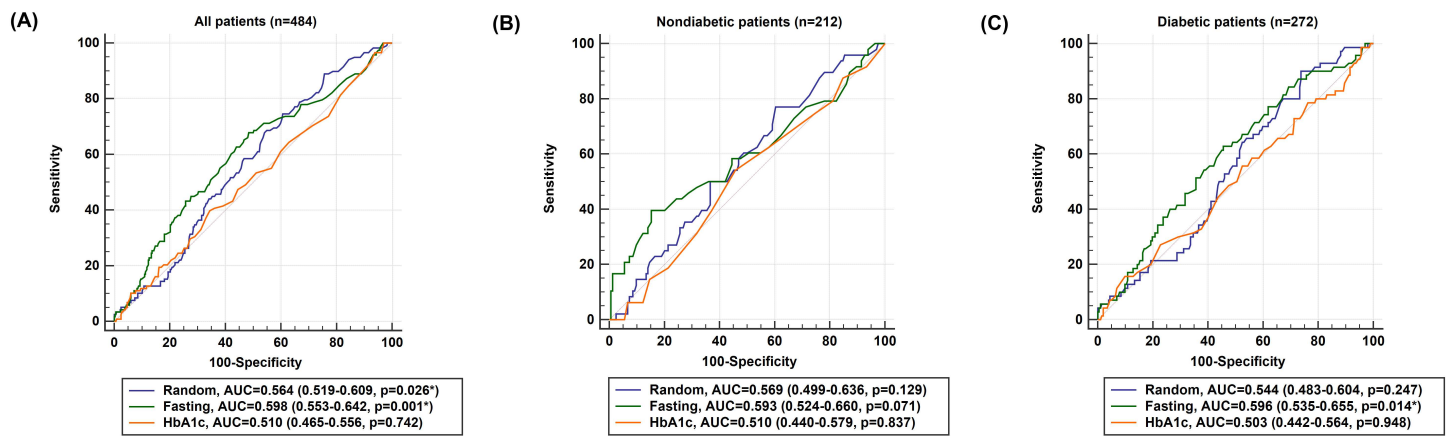 (A)
All patients (n=484)
100
80
60
40
20
0
Sensitivity
0 20 40 60 80 100
100-Specificity
Random, AUC=0.564 (0.519-0.609, p=0.026*)
Fasting, AUC=0.598 (0.553-0.642, p=0.001*)
HbA1c, AUC=0.510 (0.465-0.556, p=0.742)
(B)
Nondiabetic patients (n=212)
100
80
60
40
20
0
Sensitivity
0 20 40 60 80 100
100-Specificity
Random, AUC=0.569 (0.499-0.636, p=0.129)
Fasting, AUC=0.593 (0.524-0.660, p=0.071)
HbA1c, AUC=0.510 (0.440-0.579, p=0.837)
(C)
Diabetic patients (n=272)
100
80
60
40
20
0
Sensitivity
0 20 40 60 80 100
100-Specificity
Random, AUC=0.544 (0.483-0.604, p=0.247)
Fasting, AUC=0.596 (0.535-0.655, p=0.014*)
HbA1c, AUC=0.503 (0.442-0.564, p=0.948)